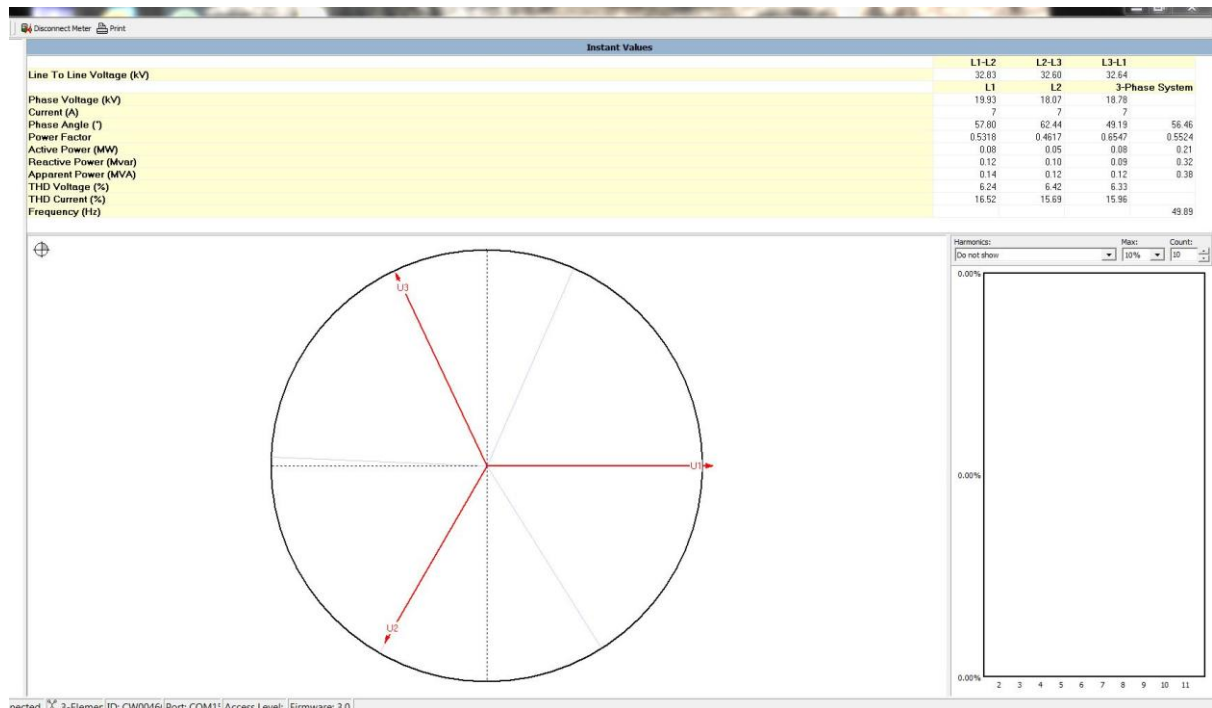 Disconnect Meter Print
Instant Values
L1-L2 L2-L3 L3-L1
Line To Line Voltage (kV) 32.83 32.60 32.64
L1 L2 3-Phase System
Phase Voltage (kV) 19.93 18.07 18.78
Current (A) 7 7 7
Phase Angle (°) 57.80 62.44 49.19 56.46
Power Factor 0.5318 0.4617 0.6547 0.5524
Active Power (MW) 0.08 0.05 0.08 0.21
Reactive Power (Mvar) 0.12 0.10 0.09 0.32
Apparent Power (MVA) 0.14 0.12 0.12 0.38
THD Voltage (%) 6.24 6.42 6.33
THD Current (%) 16.52 15.69 15.96
Frequency (Hz) 49.89
Harmonics: Max: Count:
Do not show 10% 10
0.00%
U3
U1
0.00%
U2
0.00%
2 3 4 5 6 7 8 9 10 11
Port: COM1 Access Level: Firmware: 3.0